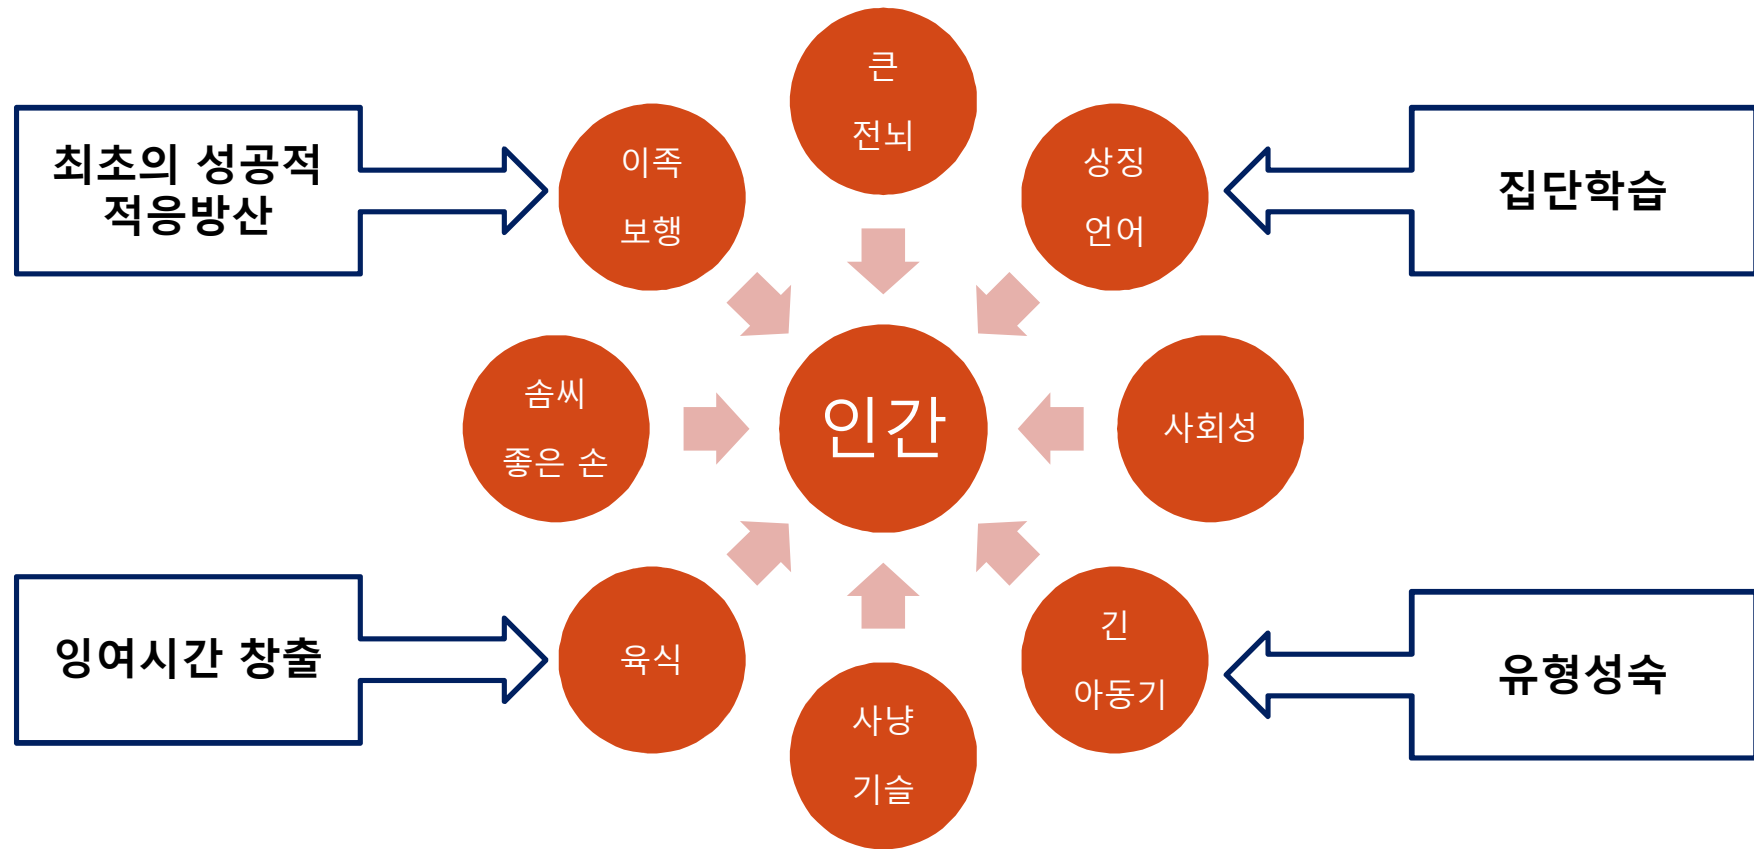 큰
전뇌
최초의 성공적
적응방산
이족
보행
상징
언어
집단학습
솜씨
좋은 손
인간
사회성
잉여시간 창출
육식
사냥
기슬
긴
아동기
유형성숙